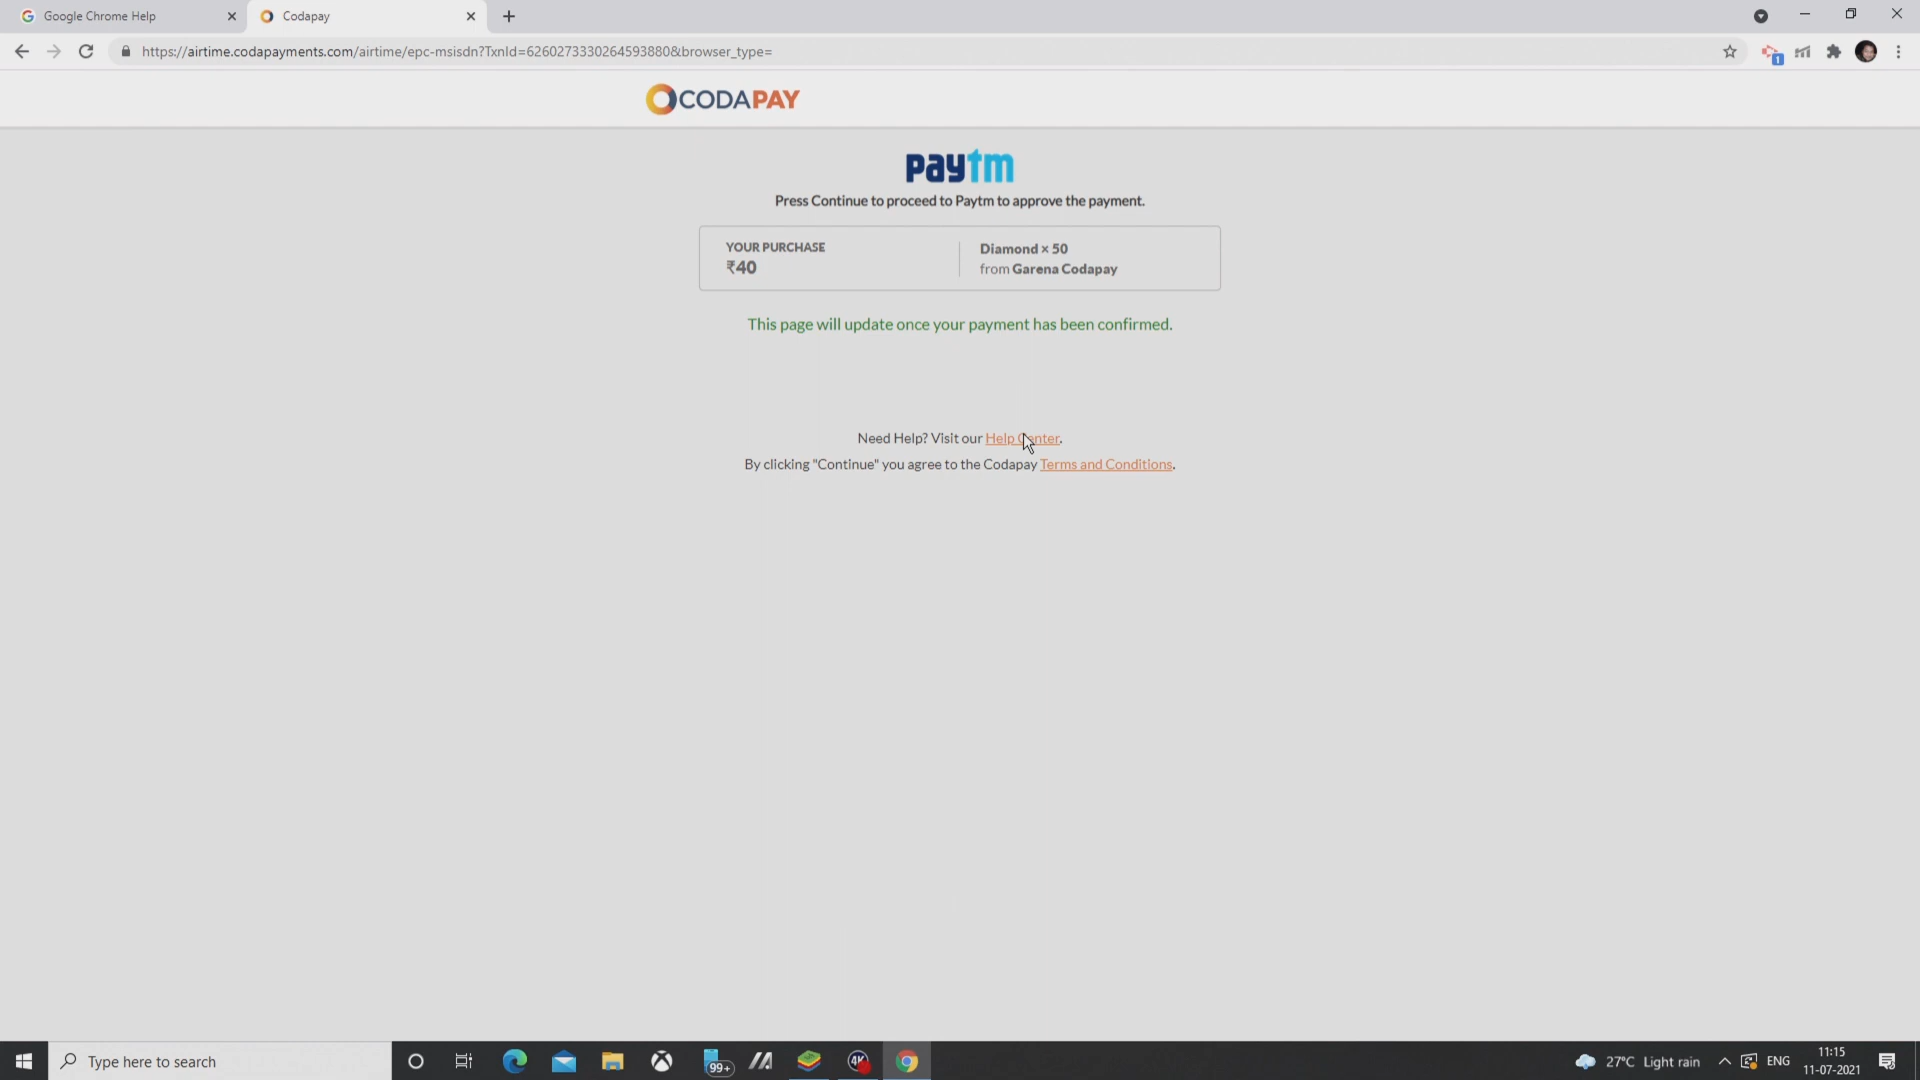 Google Chrome Help
Codapay
https://airtime.codapayments.com/airtime/epc-msisdn?TxnId=6260273330264593880&browser_type=
1
CODAPAY
paytm
Press Continue to proceed to Paytm to approve the payment.
YOUR PURCHASE
₹40
Diamond × 50
from Garena Codapay
This page will update once your payment has been confirmed.
Need Help? Visit our Help Center.
By clicking "Continue" you agree to the Codapay Terms and Conditions.
Type here to search
99+
4K
27°C Light rain
ENG
11:15
11-07-2021